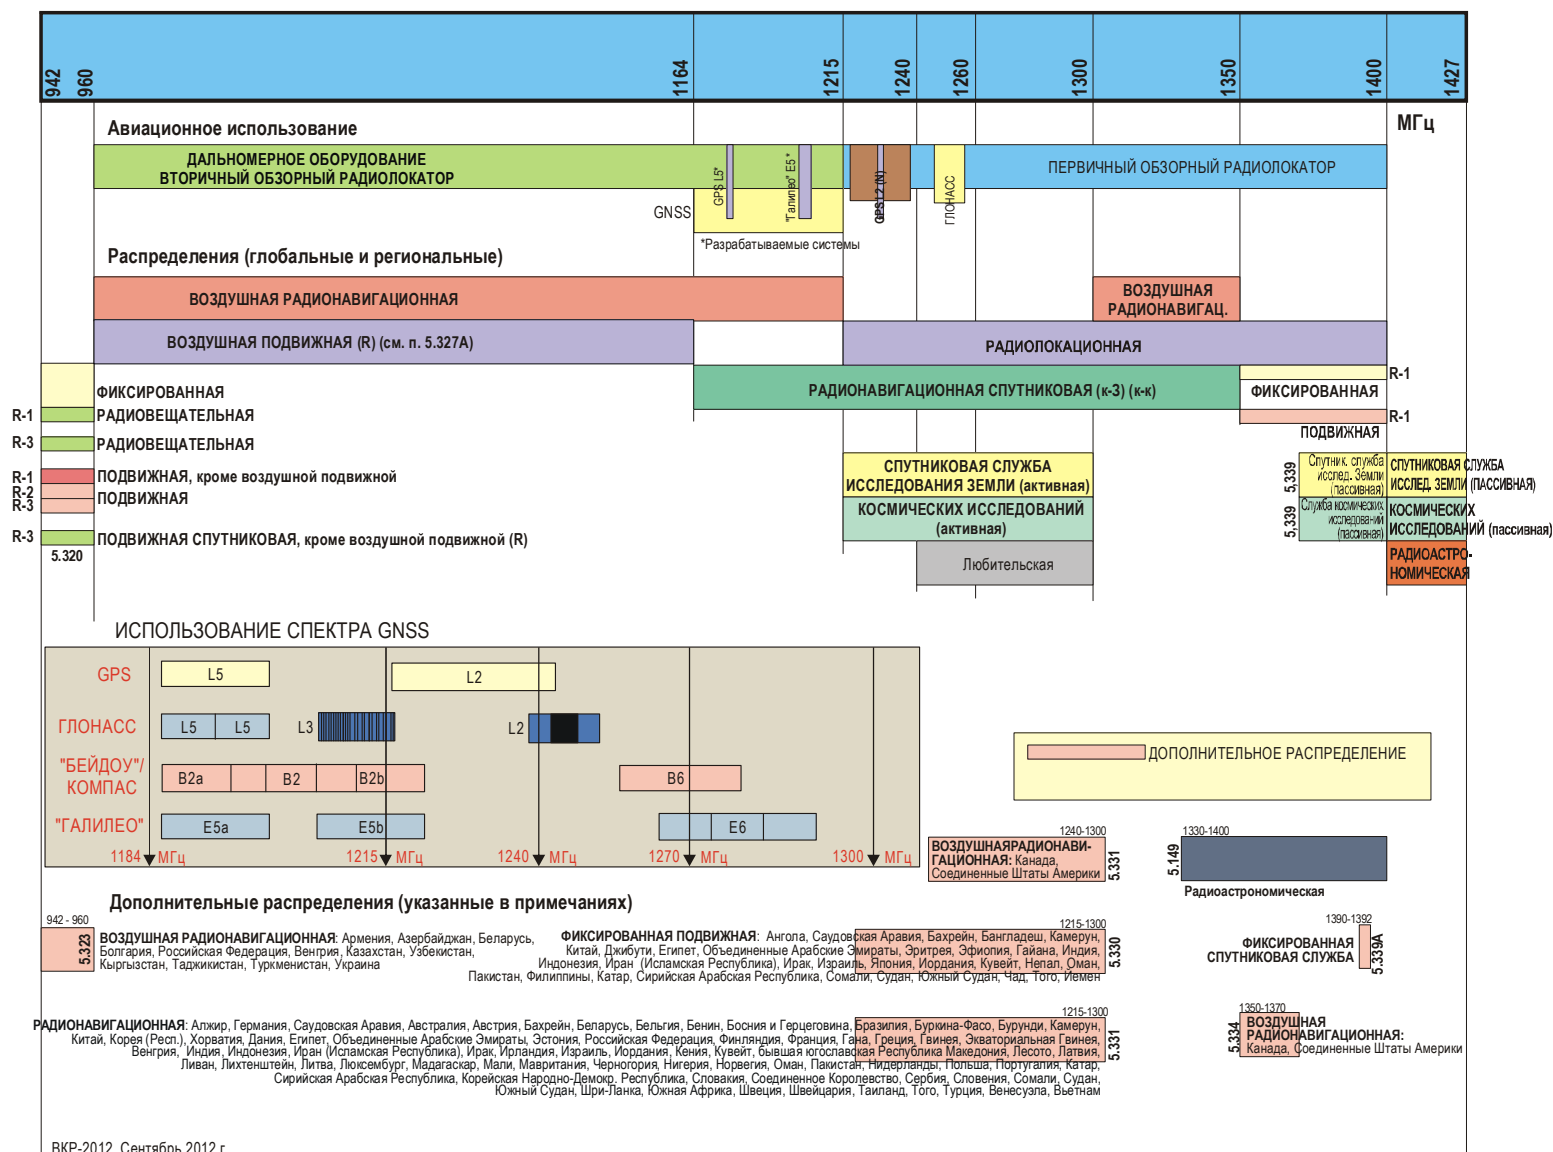 942
960
1164
1215
1240
1260
1300
1350
1400
1427
МГц
Авиационное использование
ДАЛЬНОМЕРНОЕ ОБОРУДОВАНИЕ
ВТОРИЧНЫЙ ОБЗОРНЫЙ РАДИОЛОКАТОР
GPS L5*
"Галилео" E5 *
GPS L2 (N)
ГЛОНАСС
ПЕРВИЧНЫЙ ОБЗОРНЫЙ РАДИОЛОКАТОР
GNSS
*Разрабатываемые системы
Распределения (глобальные и региональные)
ВОЗДУШНАЯ РАДИОНАВИГАЦИОННАЯ
ВОЗДУШНАЯ
РАДИОНАВИГАЦ.
ВОЗДУШНАЯ ПОДВИЖНАЯ (R) (см. п. 5.327A)
РАДИОЛОКАЦИОННАЯ
РАДИОНАВИГАЦИОННАЯ СПУТНИКОВАЯ (к-З) (к-к)
R-1
ФИКСИРОВАННАЯ
R-1
ПОДВИЖНАЯ
ФИКСИРОВАННАЯ
R-1 РАДИОВЕЩАТЕЛЬНАЯ
R-3 РАДИОВЕЩАТЕЛЬНАЯ
R-1 ПОДВИЖНАЯ, кроме воздушной подвижной
R-2
R-3
ПОДВИЖНАЯ
R-3 ПОДВИЖНАЯ СПУТНИКОВАЯ, кроме воздушной подвижной (R)
5.320
СПУТНИКОВАЯ СЛУЖБА
ИССЛЕДОВАНИЯ ЗЕМЛИ (активная)
КОСМИЧЕСКИХ ИССЛЕДОВАНИЙ
(активная)
Любительская
5,339
Спутник. служба
исслед. Земли
(пассивная)
СПУТНИКОВАЯ СЛУЖБА
ИССЛЕД. ЗЕМЛИ (ПАССИВНАЯ)
5,339
Служба космических
исследований
(пассивная)
КОСМИЧЕСКИХ
ИССЛЕДОВАНИЙ (пассивная)
РАДИОАСТРО-
НОМИЧЕСКАЯ
ИСПОЛЬЗОВАНИЕ СПЕКТРА GNSS
GPS
L5
L2
ГЛОНАСС
L5
L5
L3
L2
"БЕЙДОУ"/
КОМПАС
B2a
B2
B2b
B6
"ГАЛИЛЕО"
E5a
E5b
E6
1184 МГц
1215 МГц
1240 МГц
1270 МГц
1300 МГц
ДОПОЛНИТЕЛЬНОЕ РАСПРЕДЕЛЕНИЕ
1240-1300
ВОЗДУШНАЯРАДИОНАВИ-
ГАЦИОННАЯ: Канада,
Соединенные Штаты Америки
5.331
1330-1400
5.149
Радиоастрономическая
Дополнительные распределения (указанные в примечаниях)
942 - 960
5.323
ВОЗДУШНАЯ РАДИОНАВИГАЦИОННАЯ: Армения, Азербайджан, Беларусь,
Болгария, Российская Федерация, Венгрия, Казахстан, Узбекистан,
Кыргызстан, Таджикистан, Туркменистан, Украина
1215-1300
ФИКСИРОВАННАЯ ПОДВИЖНАЯ: Ангола, Саудовская Аравия, Бахрейн, Бангладеш, Камерун,
Китай, Джибути, Египет, Объединенные Арабские Эмираты, Эритрея, Эфиопия, Гайана, Индия,
Индонезия, Иран (Исламская Республика), Ирак, Израиль, Япония, Иордания, Кувейт, Непал, Оман,
Пакистан, Филиппины, Катар, Сирийская Арабская Республика, Сомали, Судан, Южный Судан, Чад, Того, Йемен
5.330
1390-1392
ФИКСИРОВАННАЯ
СПУТНИКОВАЯ СЛУЖБА
5.339A
1215-1300
РАДИОНАВИГАЦИОННАЯ: Алжир, Германия, Саудовская Аравия, Австралия, Австрия, Бахрейн, Беларусь, Бельгия, Бенин, Босния и Герцеговина, Бразилия, Буркина-Фасо, Бурунди, Камерун,
Китай, Корея (Респ.), Хорватия, Дания, Египет, Объединенные Арабские Эмираты, Эстония, Российская Федерация, Финляндия, Франция, Гана, Греция, Гвинея, Экваториальная Гвинея,
Венгрия, Индия, Индонезия, Иран (Исламская Республика), Ирак, Ирландия, Израиль, Иордания, Кения, Кувейт, бывшая югославская Республика Македония, Лесото, Латвия,
Ливан, Лихтенштейн, Литва, Люксембург, Мадагаскар, Мали, Мавритания, Черногория, Нигерия, Норвегия, Оман, Пакистан, Нидерланды, Польша, Португалия, Катар,
Сирийская Арабская Республика, Корейская Народно-Демокр. Республика, Словакия, Соединенное Королевство, Сербия, Словения, Сомали, Судан,
Южный Судан, Шри-Ланка, Южная Африка, Швеция, Швейцария, Таиланд, Того, Турция, Венесуэла, Вьетнам
5.331
1350-1370
5.334
ВОЗДУШНАЯ
РАДИОНАВИГАЦИОННАЯ:
Канада, Соединенные Штаты Америки
ВКР-2012, Сентябрь 2012 г.